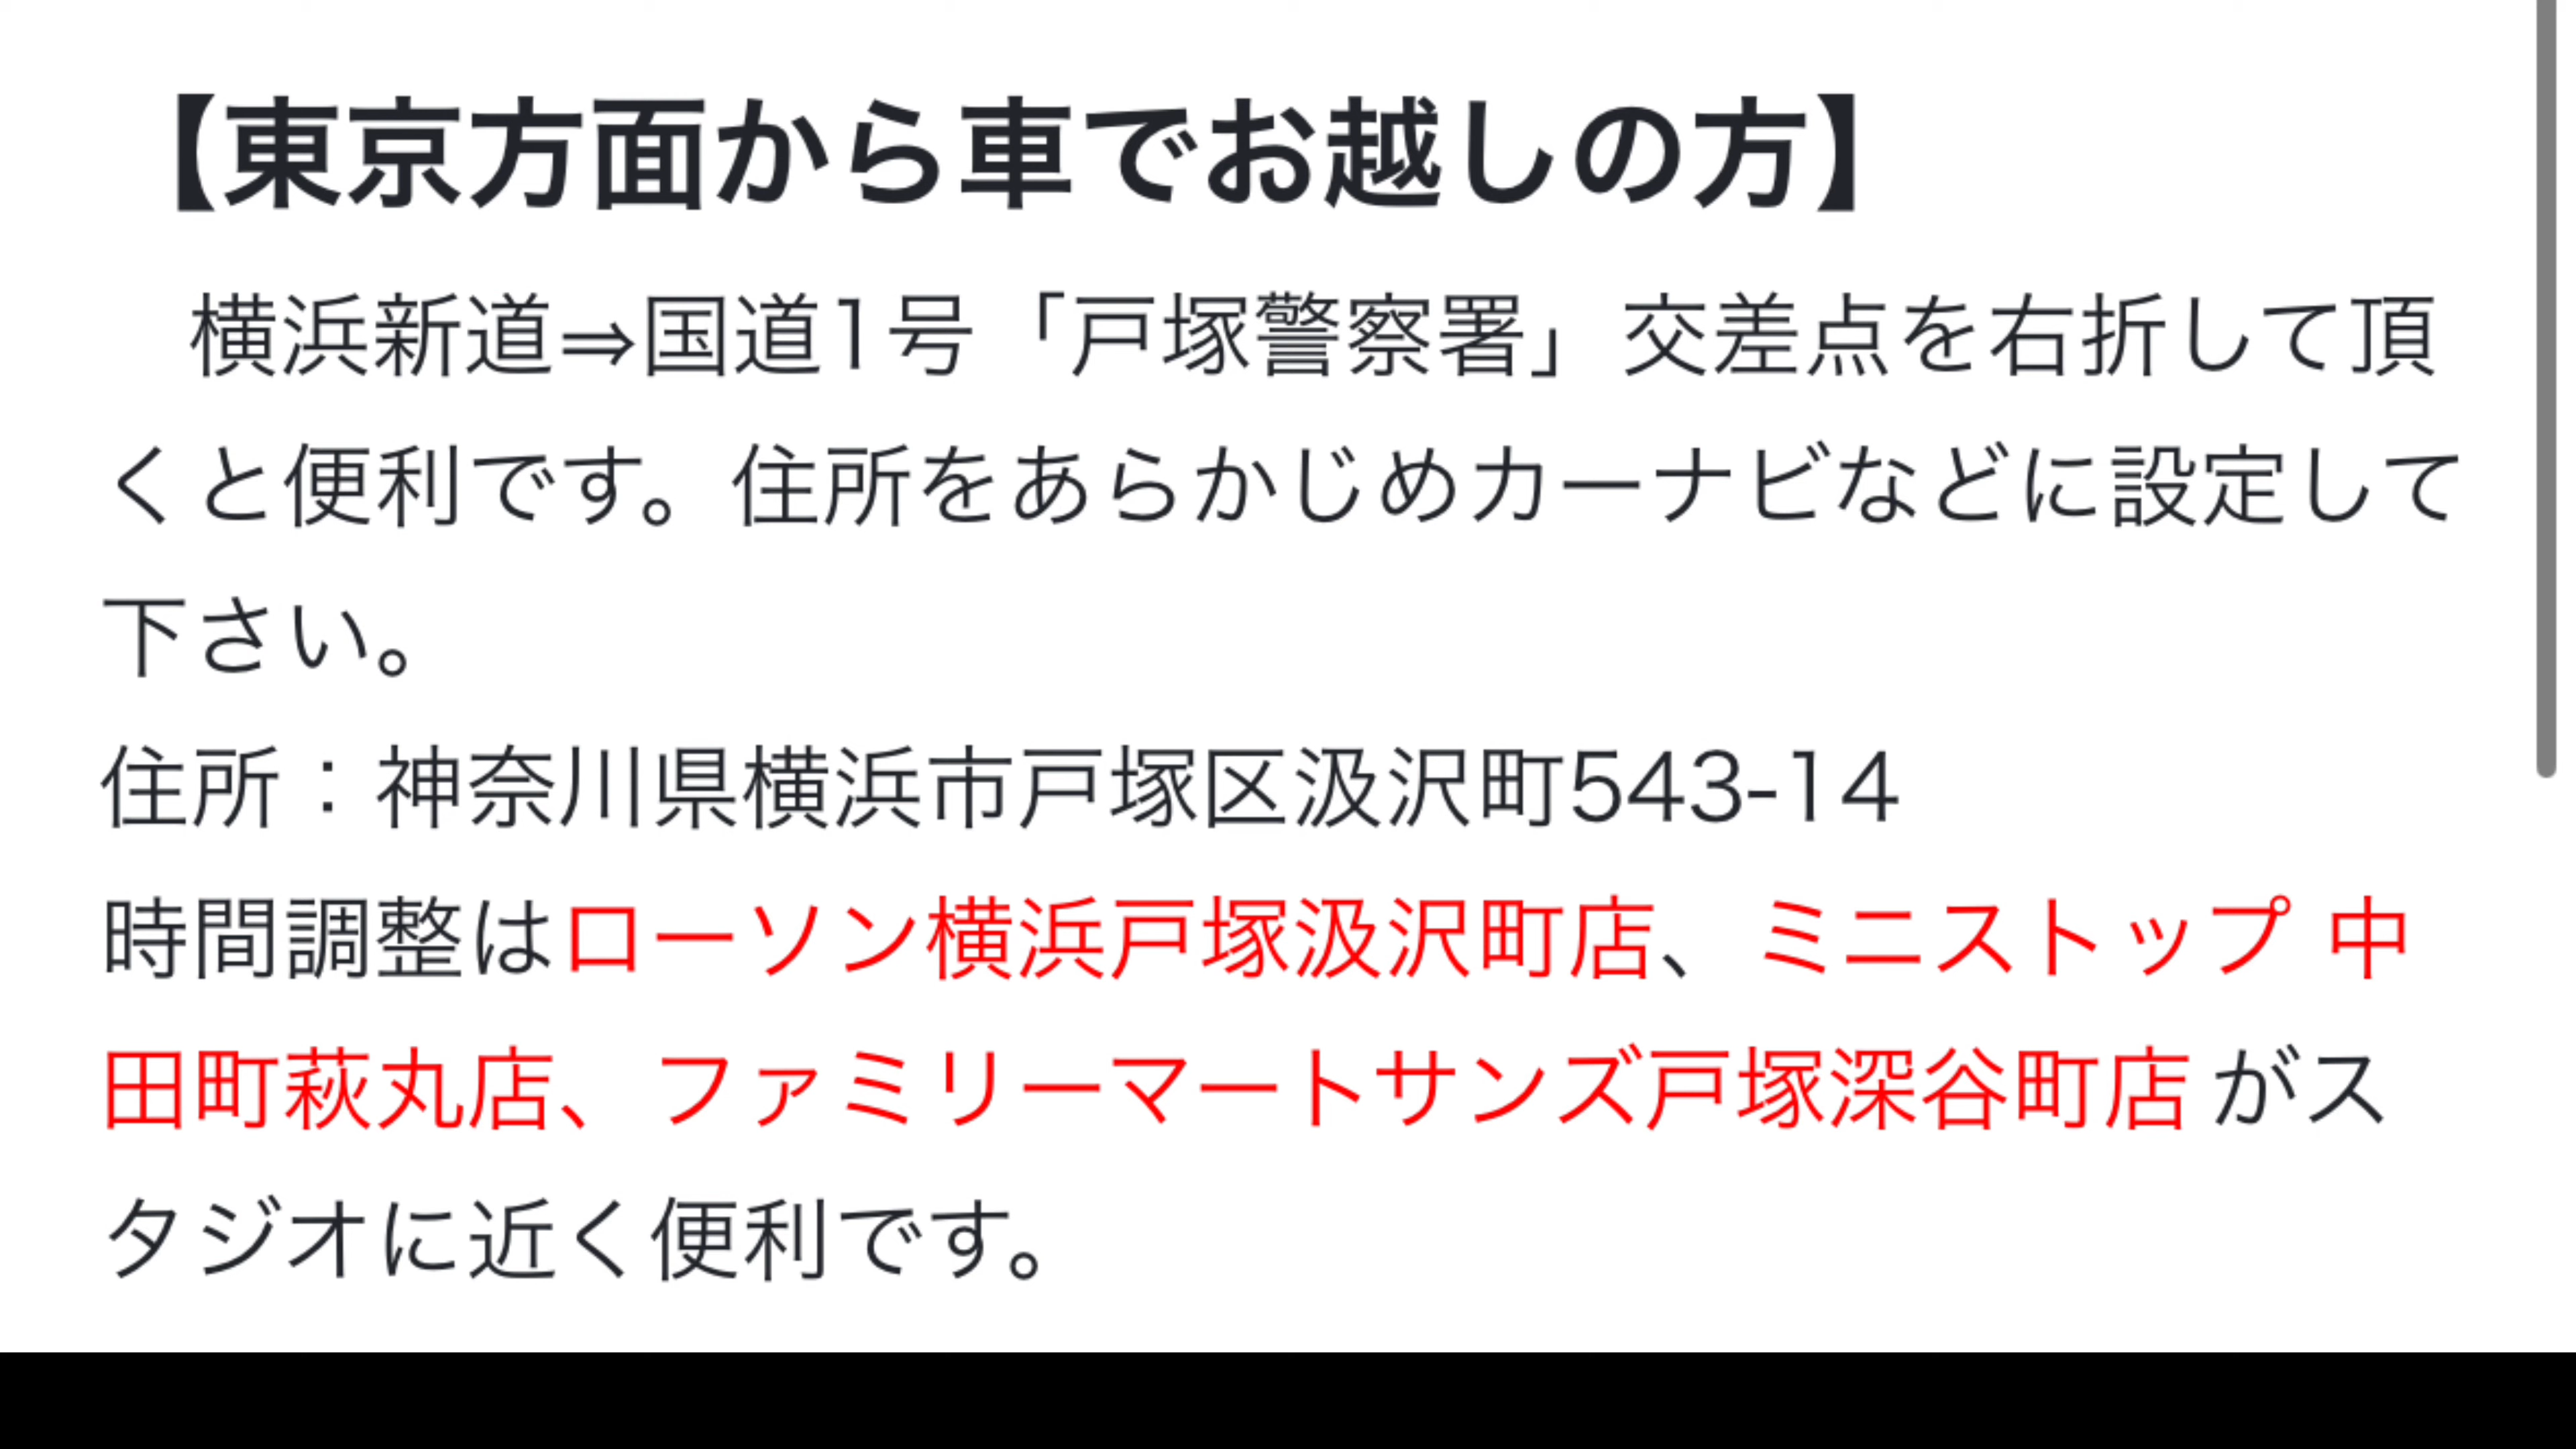 【東京方面から車でお越しの方】
　横浜新道⇒国道1号「戸塚警察署」交差点を右折して頂
くと便利です。住所をあらかじめカーナビなどに設定して
下さい。
住所：神奈川県横浜市戸塚区汲沢町543-14
時間調整はローソン横浜戸塚汲沢町店、ミニストップ 中
田町萩丸店、ファミリーマートサンズ戸塚深谷町店 がス
タジオに近く便利です。